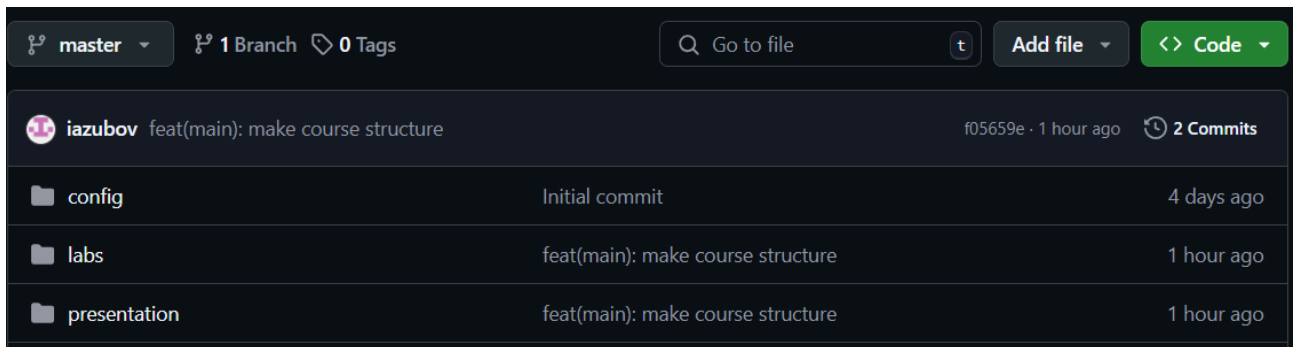 master 1 Branch 0 Tags Go to file t Add file <> Code
iazubov feat(main): make course structure f05659e · 1 hour ago 2 Commits
config Initial commit 4 days ago
labs feat(main): make course structure 1 hour ago
presentation feat(main): make course structure 1 hour ago